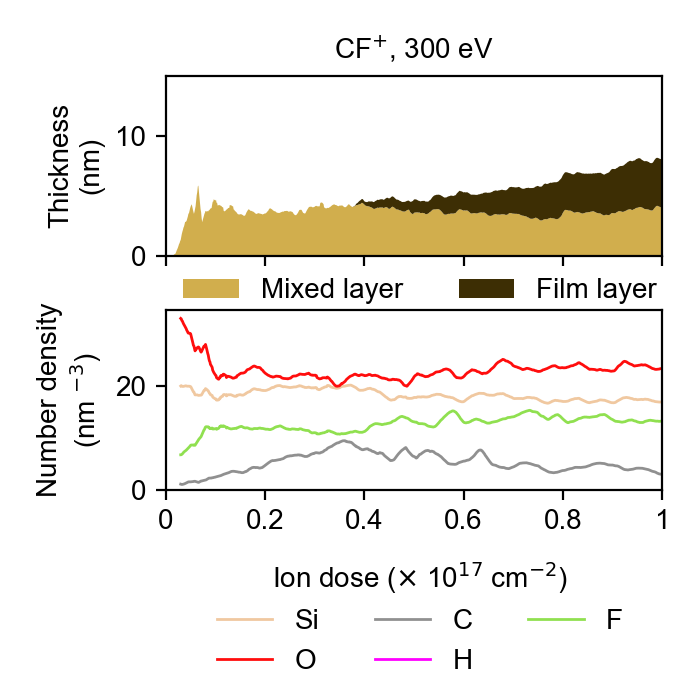 CF⁺, 300 eV
Thickness
(nm)
10
0
Mixed layer Film layer
Number density
(nm ⁻³)
20
0
0 0.2 0.4 0.6 0.8 1
Ion dose (× 10¹⁷ cm⁻²)
Si C F
O H